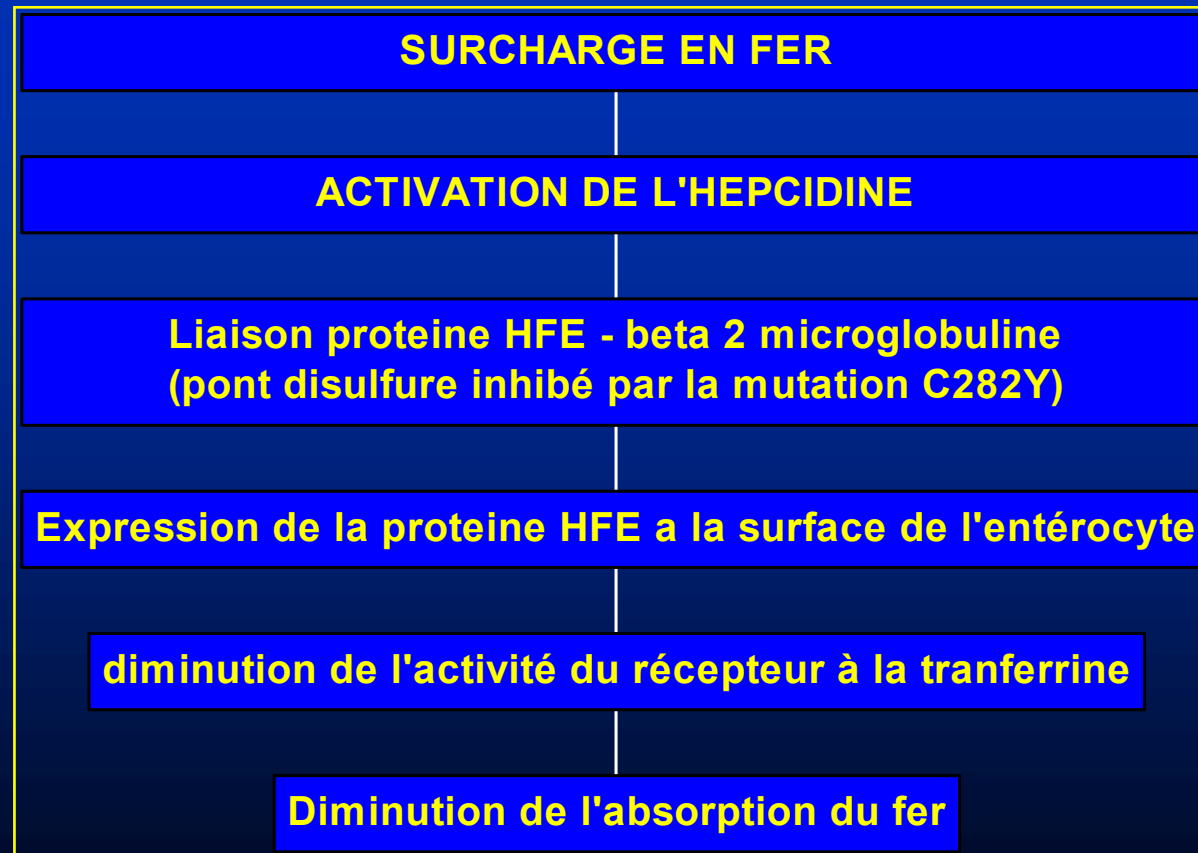 SURCHARGE EN FER
ACTIVATION DE L'HEPCIDINE
Liaison proteine HFE - beta 2 microglobuline
(pont disulfure inhibé par la mutation C282Y)
Expression de la proteine HFE a la surface de l'entérocyte
diminution de l'activité du récepteur à la tranferrine
Diminution de l'absorption du fer